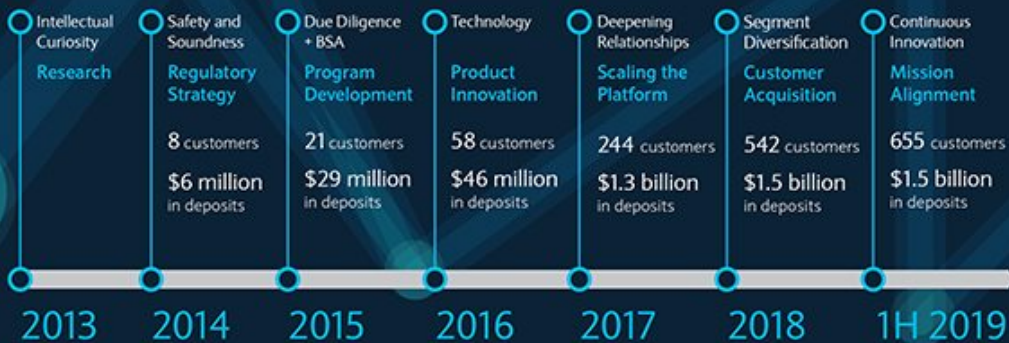 Intellectual
Curiosity
Research
2013
Safety and
Soundness
Regulatory
Strategy
8 customers
$6 million
in deposits
2014
Due Diligence
+ BSA
Program
Development
21 customers
$29 million
in deposits
2015
Technology
Product
Innovation
58 customers
$46 million
in deposits
2016
Deepening
Relationships
Scaling the
Platform
244 customers
$1.3 billion
in deposits
2017
Segment
Diversification
Customer
Acquisition
542 customers
$1.5 billion
in deposits
2018
Continuous
Innovation
Mission
Alignment
655 customers
$1.5 billion
in deposits
1H 2019